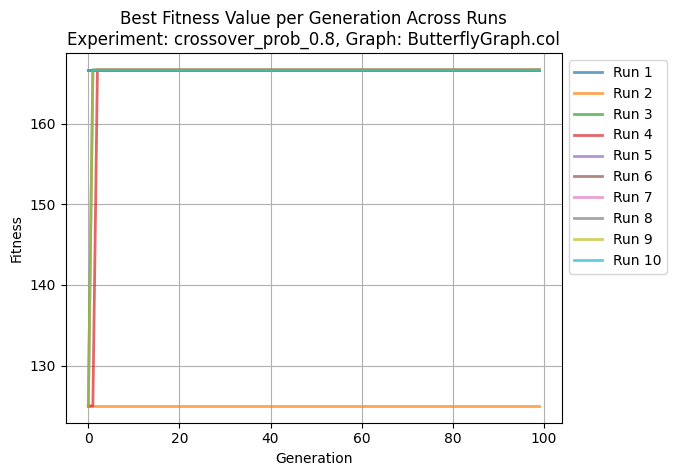 Best Fitness Value per Generation Across Runs
Experiment: crossover_prob_0.8, Graph: ButterflyGraph.col
Fitness
160
150
140
130
0
20
40
60
80
100
Generation
Run 1
Run 2
Run 3
Run 4
Run 5
Run 6
Run 7
Run 8
Run 9
Run 10